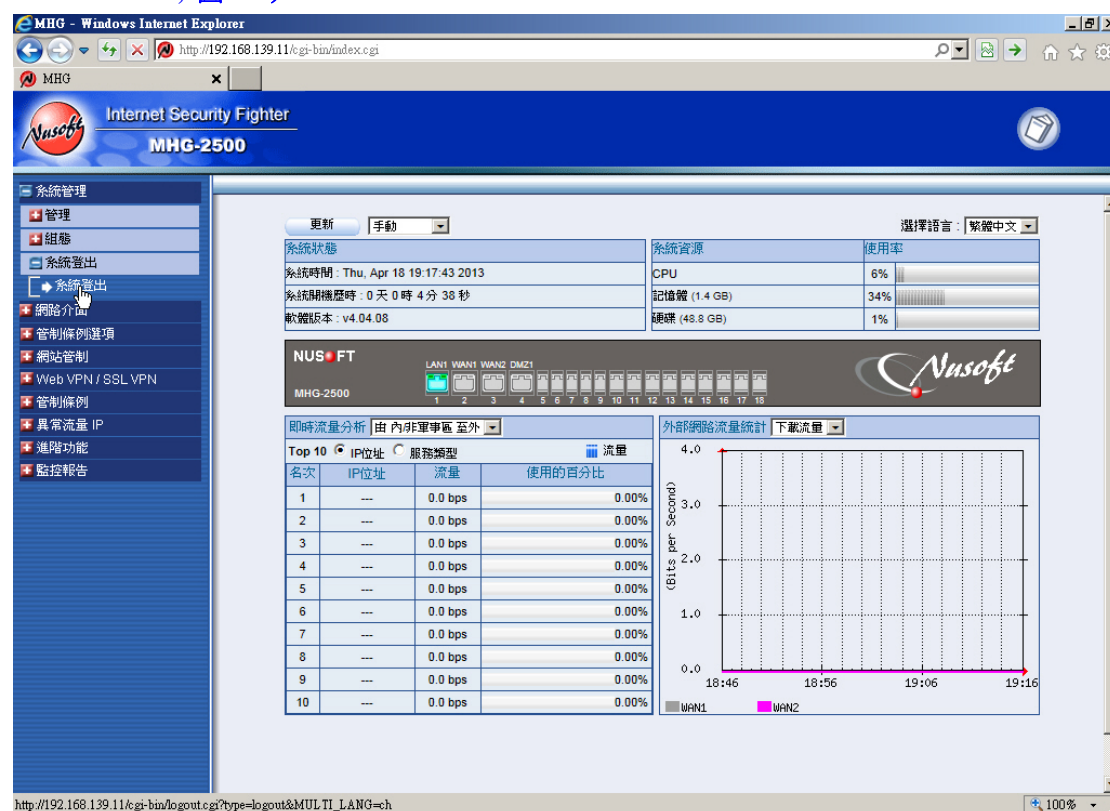 MHG - Windows Internet Explorer
http://192.168.139.11/cgi-bin/index.cgi
MHG
Nusoft
Internet Security Fighter
MHG-2500
系統管理
管理
組態
系統登出
系統登出
網路介面
管制條例選項
網站管制
Web VPN / SSL VPN
管制條例
異常流量 IP
進階功能
監控報告
更新 手動 選擇語言 : 繁體中文
系統狀態 系統資源 使用率
系統時間 : Thu, Apr 18 19:17:43 2013 CPU 6%
系統開機歷時 : 0 天 0 時 4 分 38 秒 記憶體 (1.4 GB) 34%
軟體版本 : v4.04.08 硬碟 (48.8 GB) 1%
NUSOFT
LAN1 WAN1 WAN2 DMZ1
Nusoft
MHG-2500
1 2 3 4 5 6 7 8 9 10 11 12 13 14 15 16 17 18
即時流量分析 由 內/非軍事區 至外
Top 10 IP位址 服務類型 流量
名次 IP位址 流量 使用的百分比
1 --- 0.0 bps 0.00%
2 --- 0.0 bps 0.00%
3 --- 0.0 bps 0.00%
4 --- 0.0 bps 0.00%
5 --- 0.0 bps 0.00%
6 --- 0.0 bps 0.00%
7 --- 0.0 bps 0.00%
8 --- 0.0 bps 0.00%
9 --- 0.0 bps 0.00%
10 --- 0.0 bps 0.00%
外部網路流量統計 下載流量
(Bits per Second)
4.0
3.0
2.0
1.0
0.0
18:46 18:56 19:06 19:16
WAN1 WAN2
http://192.168.139.11/cgi-bin/logout.cgi?type=logout&MULTI_LANG=ch
100%